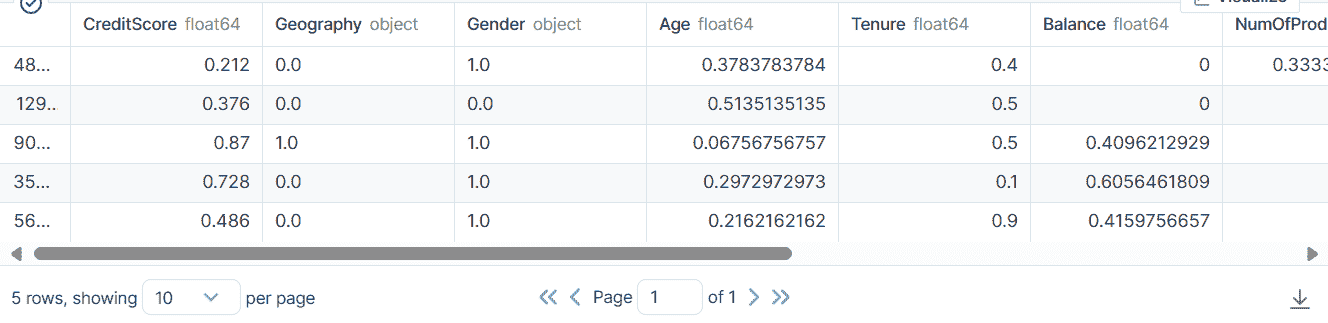 Visualize
CreditScore float64 Geography object Gender object Age float64 Tenure float64 Balance float64 NumOfProd
48... 0.212 0.0 1.0 0.3783783784 0.4 0 0.3333
129... 0.376 0.0 0.0 0.5135135135 0.5 0
90... 0.87 1.0 1.0 0.06756756757 0.5 0.4096212929
35... 0.728 0.0 1.0 0.2972972973 0.1 0.6056461809
56... 0.486 0.0 1.0 0.2162162162 0.9 0.4159756657
5 rows, showing 10 per page Page 1 of 1